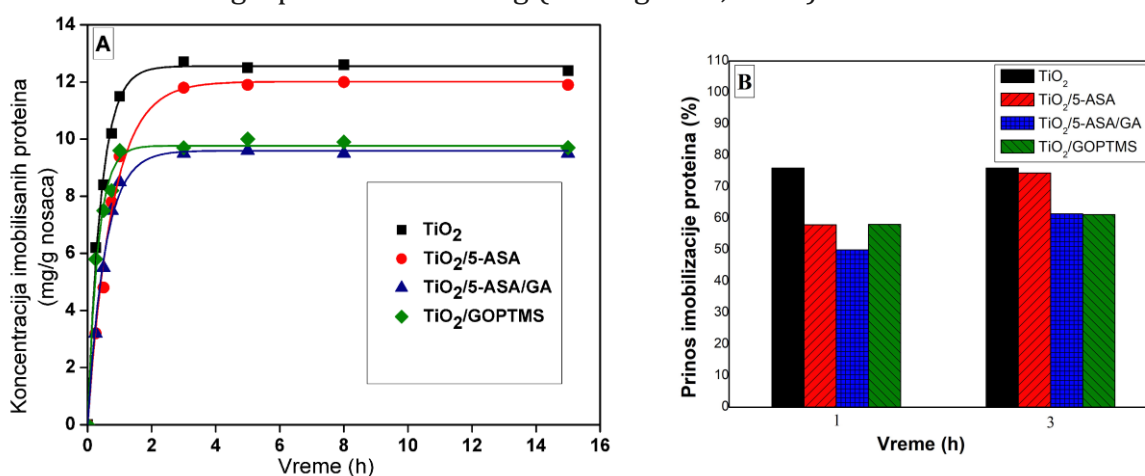 A
Koncentracija imobilisanih proteina
(mg/g nosaca)
14
12
10
8
6
4
2
0
0 2 4 6 8 10 12 14 16
Vreme (h)
TiO2
TiO2/5-ASA
TiO2/5-ASA/GA
TiO2/GOPTMS
B
Prinos imobilizacije proteina (%)
110
100
90
80
70
60
50
40
30
20
10
0
1 3
Vreme (h)
TiO2
TiO2/5-ASA
TiO2/5-ASA/GA
TiO2/GOPTMS